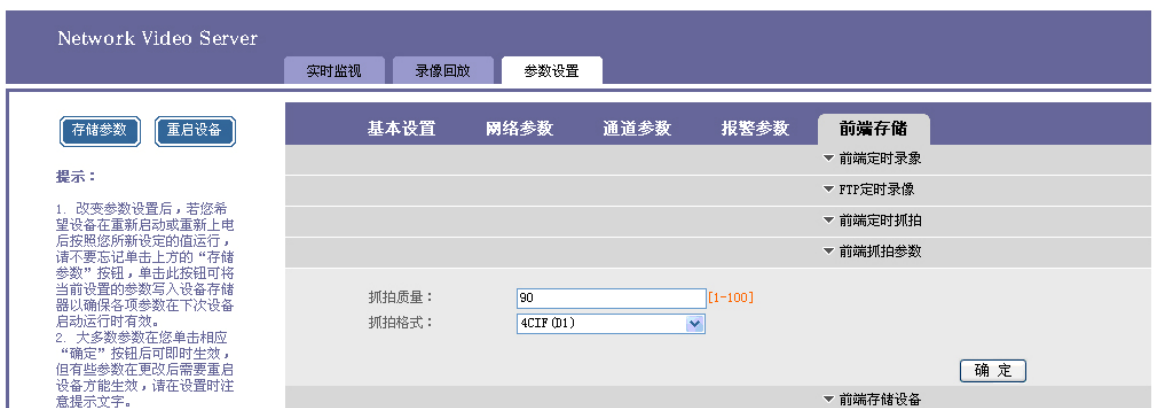 Network Video Server
实时监视 录像回放 参数设置
存储参数 重启设备
基本设置 网络参数 通道参数 报警参数 前端存储
前端定时录象
FTP定时录像
前端定时抓拍
前端抓拍参数
提示：
1. 改变参数设置后，若您希
望设备在重新启动或重新上电
后按照您所新设定的值运行，
请不要忘记单击上方的“存储
参数”按钮，单击此按钮可将
当前设置的参数写入设备存储
器以确保各项参数在下次设备
启动运行时有效。
2. 大多数参数在您单击相应
“确定”按钮后可即时生效，
但有些参数在更改后需要重启
设备方能生效，请在设置时注
意提示文字。
抓拍质量： 90 [1-100]
抓拍格式： 4CIF(D1)
确 定
前端存储设备